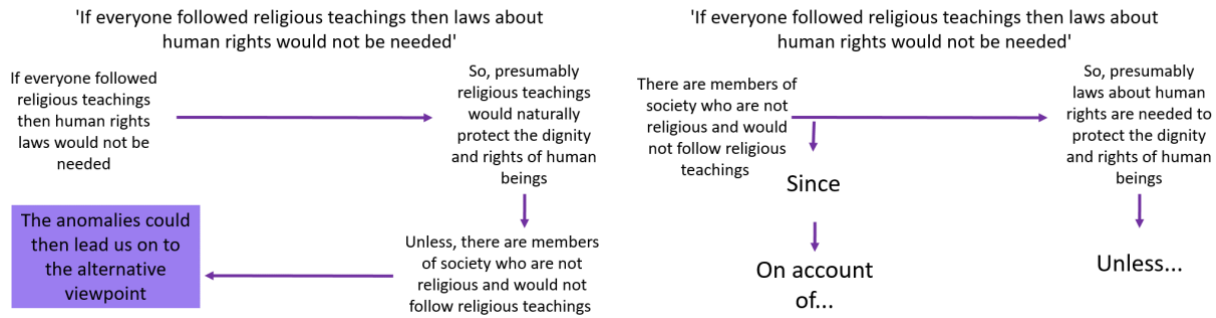 'If everyone followed religious teachings then laws about
human rights would not be needed'
If everyone followed
religious teachings
then human rights
laws would not be
needed
So, presumably
religious teachings
would naturally
protect the dignity
and rights of human
beings
Unless, there are members
of society who are not
religious and would not
follow religious teachings
The anomalies could
then lead us on to
the alternative
viewpoint
'If everyone followed religious teachings then laws about
human rights would not be needed'
There are members of
society who are not
religious and would
not follow religious
teachings
Since
On account
of...
So, presumably
laws about human
rights are needed to
protect the dignity
and rights of human
beings
Unless...